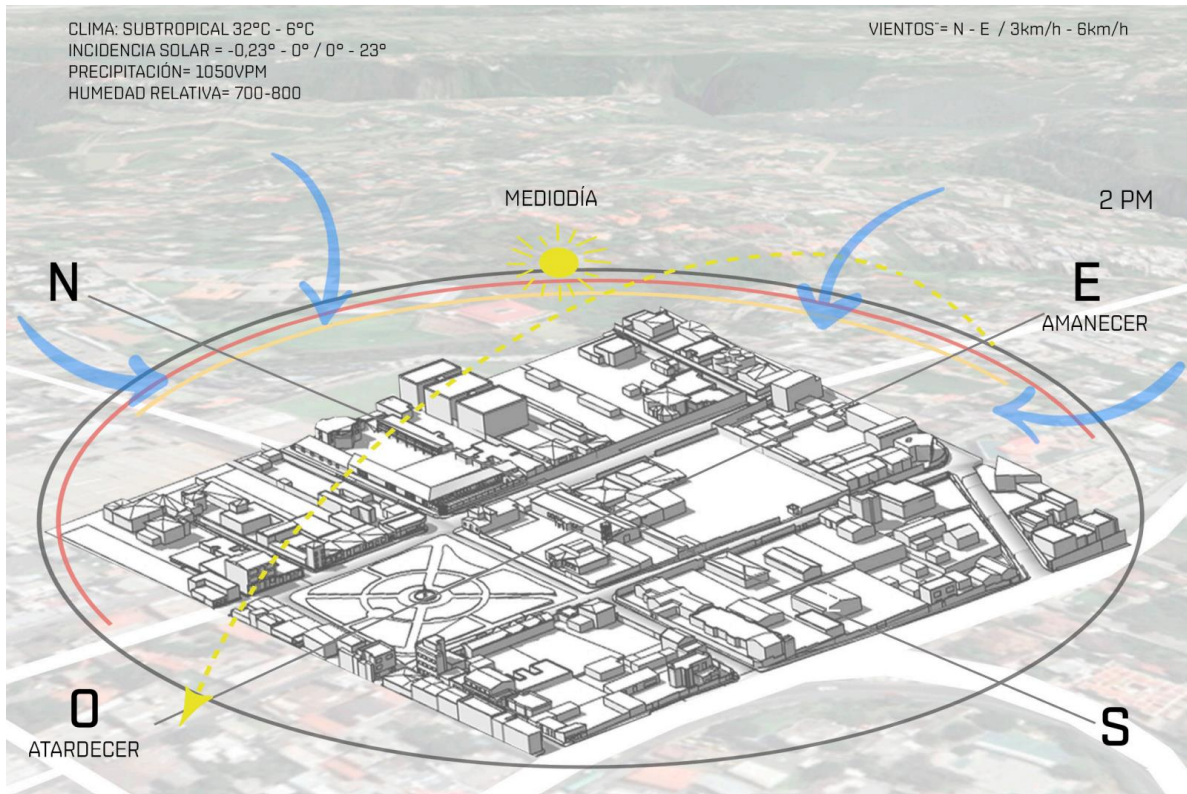 CLIMA: SUBTROPICAL 32°C - 6°C
INCIDENCIA SOLAR = -0,23° - 0° / 0° - 23°
PRECIPITACIÓN= 1050VPM
HUMEDAD RELATIVA= 700-800
VIENTOS¨= N - E / 3km/h - 6km/h
MEDIODÍA
2 PM
N
E
AMANECER
O
ATARDECER
S